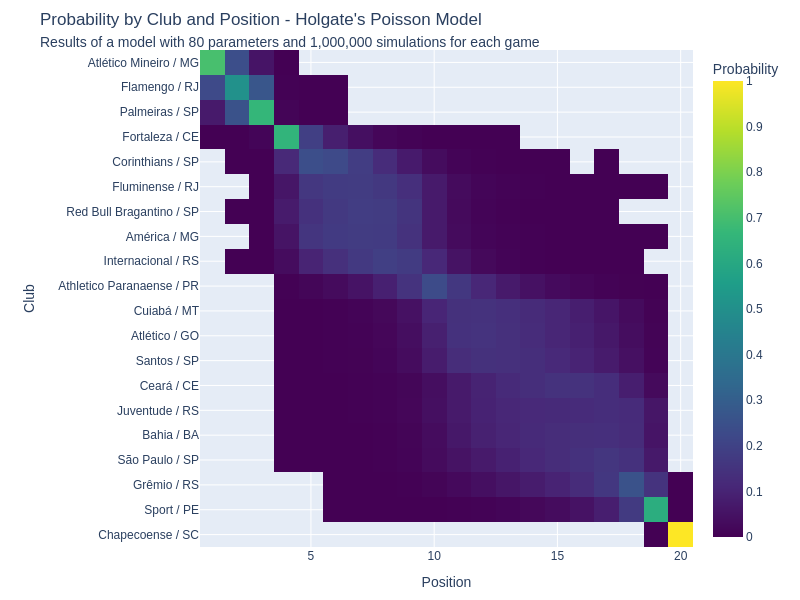 Probability by Club and Position - Holgate's Poisson Model
Results of a model with 80 parameters and 1,000,000 simulations for each game
Probability
Atlético Mineiro / MG
Flamengo / RJ
Palmeiras / SP
Fortaleza / CE
Corinthians / SP
Fluminense / RJ
Red Bull Bragantino / SP
América / MG
Internacional / RS
Athletico Paranaense / PR
Cuiabá / MT
Atlético / GO
Santos / SP
Ceará / CE
Juventude / RS
Bahia / BA
São Paulo / SP
Grêmio / RS
Sport / PE
Chapecoense / SC
Club
5
10
15
20
Position
1
0.9
0.8
0.7
0.6
0.5
0.4
0.3
0.2
0.1
0